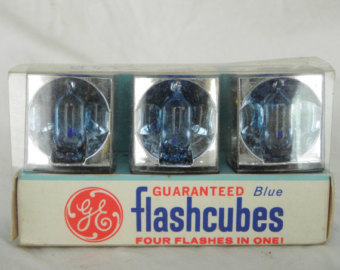 GE
GUARANTEED Blue
flashcubes
FOUR FLASHES IN ONE!